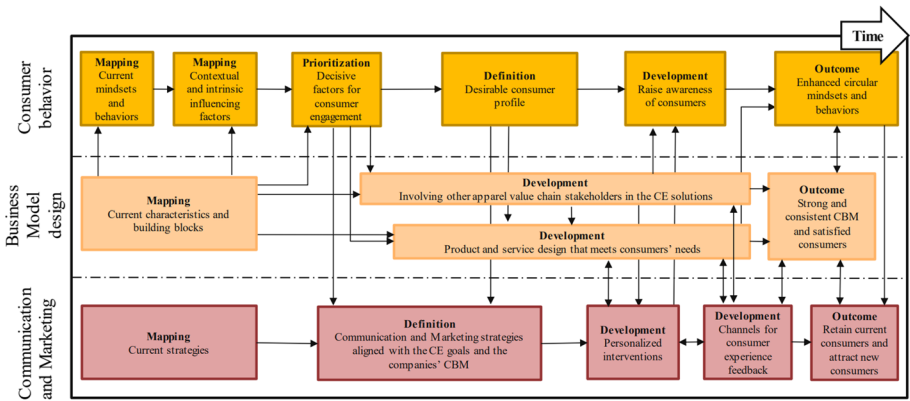 Time
Consumer
behavior
Mapping
Current
mindsets and
behaviors
Mapping
Contextual and
intrinsic
influencing
factors
Prioritization
Decisive
factors for
consumer
engagement
Definition
Desirable consumer
profile
Development
Raise awareness
of consumers
Outcome
Enhanced circular
mindsets and
behaviors
Business
Model
design
Mapping
Current characteristics and
building blocks
Development
Involving other apparel value chain stakeholders in the CE solutions
Development
Product and service design that meets consumers' needs
Outcome
Strong and
consistent CBM
and satisfied
consumers
Communication
and Marketing
Mapping
Current strategies
Definition
Communication and Marketing strategies
aligned with the CE goals and the
companies' CBM
Development
Personalized
interventions
Development
Channels for
consumer
experience
feedback
Outcome
Retain current
consumers and
attract new
consumers